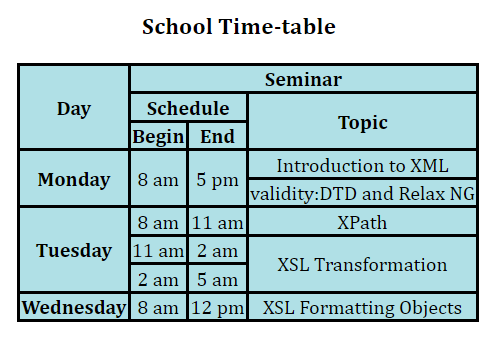 School Time-table
Seminar
Day
Schedule
Topic
Begin End
Monday 8 am 5 pm Introduction to XML
validity:DTD and Relax NG
Tuesday 8 am 11 am XPath
11 am 2 am XSL Transformation
2 am 5 am
Wednesday 8 am 12 pm XSL Formatting Objects